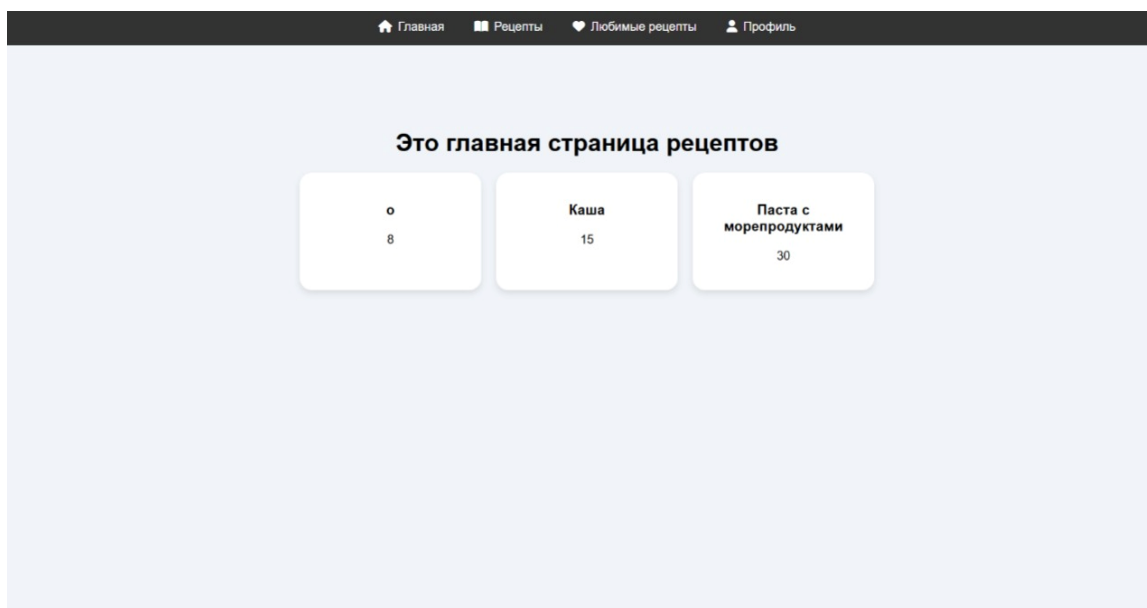 Главная Рецепты Любимые рецепты Профиль
Это главная страница рецептов
о
8
Каша
15
Паста с
морепродуктами
30